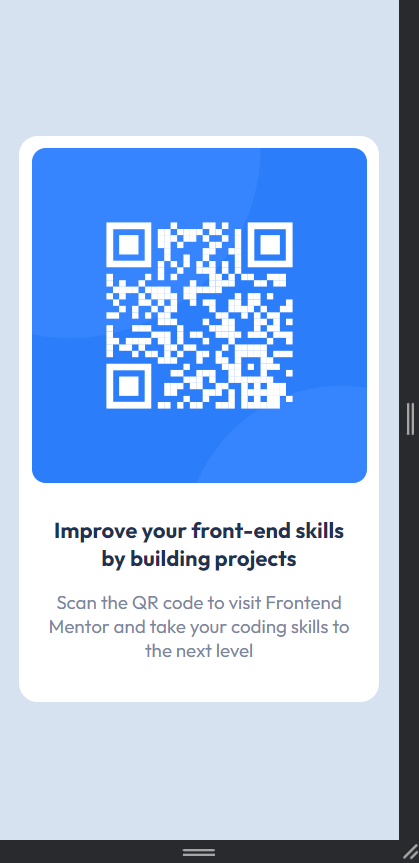 Improve your front-end skills
by building projects
Scan the QR code to visit Frontend
Mentor and take your coding skills to
the next level